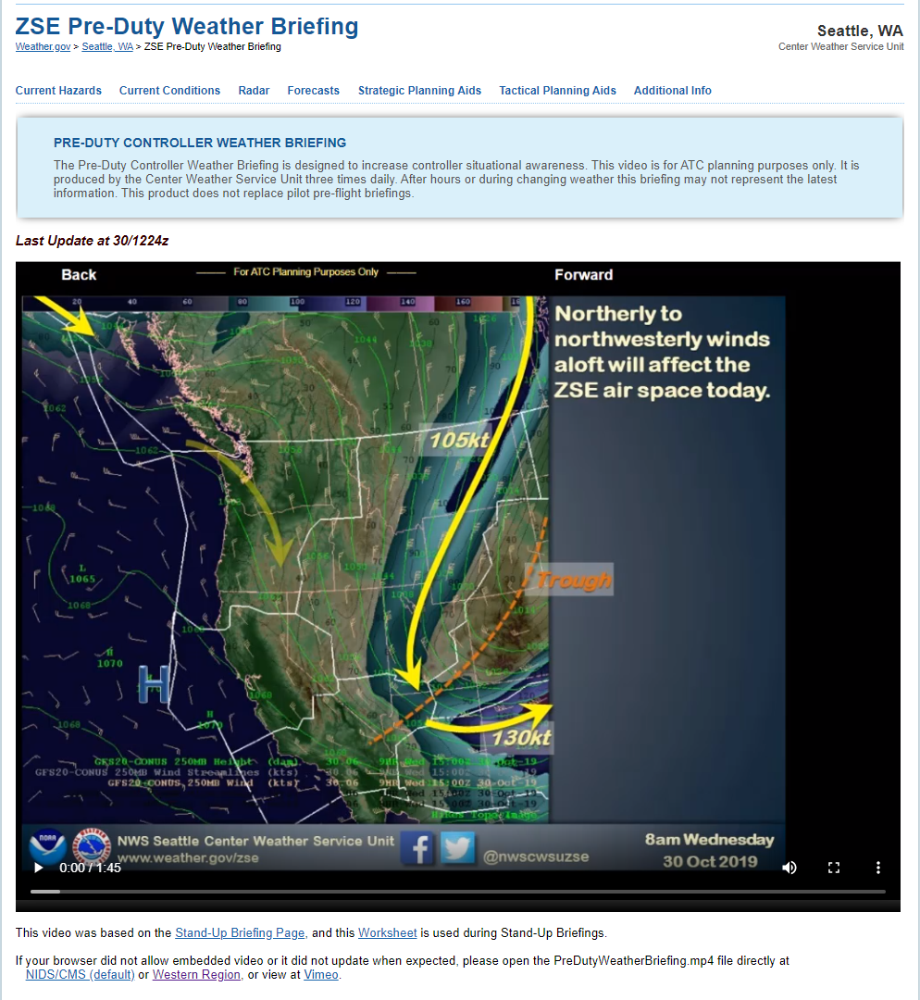 ZSE Pre-Duty Weather Briefing
Seattle, WA
Weather.gov > Seattle, WA > ZSE Pre-Duty Weather Briefing
Center Weather Service Unit
Current Hazards Current Conditions Radar Forecasts Strategic Planning Aids Tactical Planning Aids Additional Info
PRE-DUTY CONTROLLER WEATHER BRIEFING
The Pre-Duty Controller Weather Briefing is designed to increase controller situational awareness. This video is for ATC planning purposes only. It is
produced by the Center Weather Service Unit three times daily. After hours or during changing weather this briefing may not represent the latest
information. This product does not replace pilot pre-flight briefings.
Last Update at 30/1224z
Back
For ATC Planning Purposes Only
Forward
20 40 60 80 100 120 140 160
Northerly to
northwesterly winds
aloft will affect the
ZSE air space today.
1044
1062
105kt
1062
L
1065
Trough
1068
H
1070
H
130kt
GFS20-CONUS 250MB Height (dam) 30.06 9HR Wed 15:00Z 30-Oct-19
GFS20-CONUS 250MB Wind Streamlines (kts) 30.06 9HR Wed 15:00Z 30-Oct-19
GFS20-CONUS 250MB Wind (kts) 30.06 9HR Wed 15:00Z 30-Oct-19
NOAA
NWS Seattle Center Weather Service Unit
www.weather.gov/zse
f
@nwscwsuzse
8am Wednesday
30 Oct 2019
0:00 / 1:45
This video was based on the Stand-Up Briefing Page, and this Worksheet is used during Stand-Up Briefings.
If your browser did not allow embedded video or it did not update when expected, please open the PreDutyWeatherBriefing.mp4 file directly at
NIDS/CMS (default) or Western Region, or view at Vimeo.